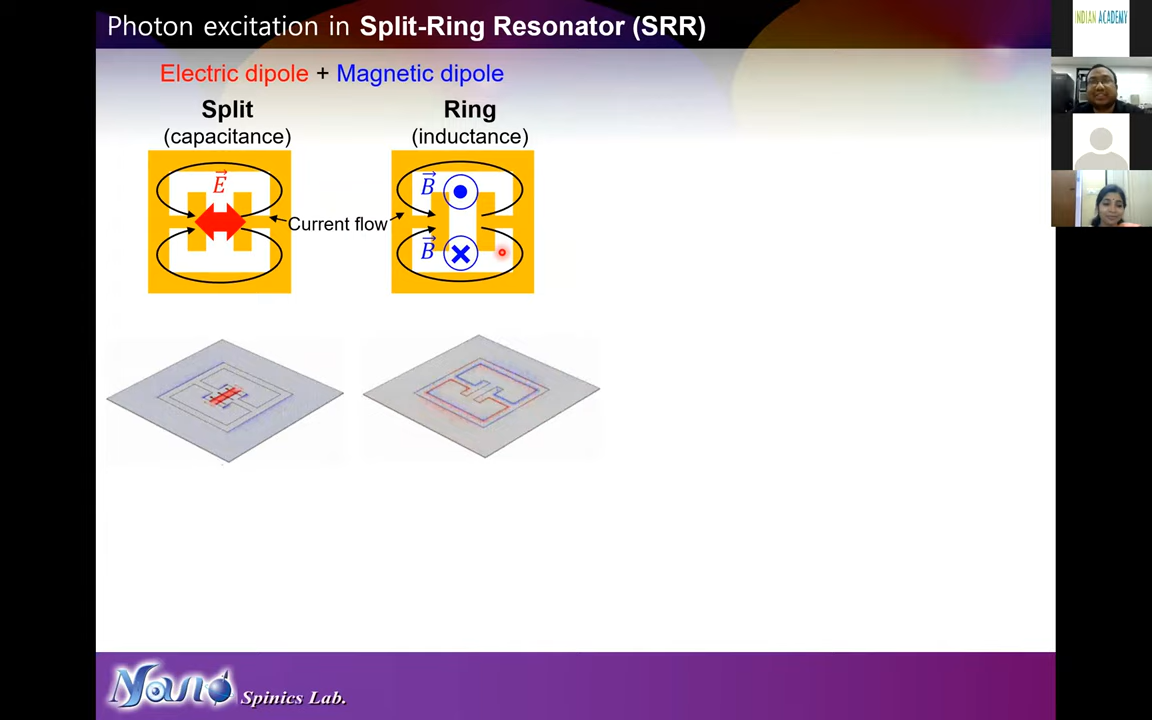 Photon excitation in Split-Ring Resonator (SRR)
Electric dipole + Magnetic dipole
Split
(capacitance)
Ring
(inductance)
E
B
Current flow
B
Nano Spinics Lab.
INDIAN ACADEMY